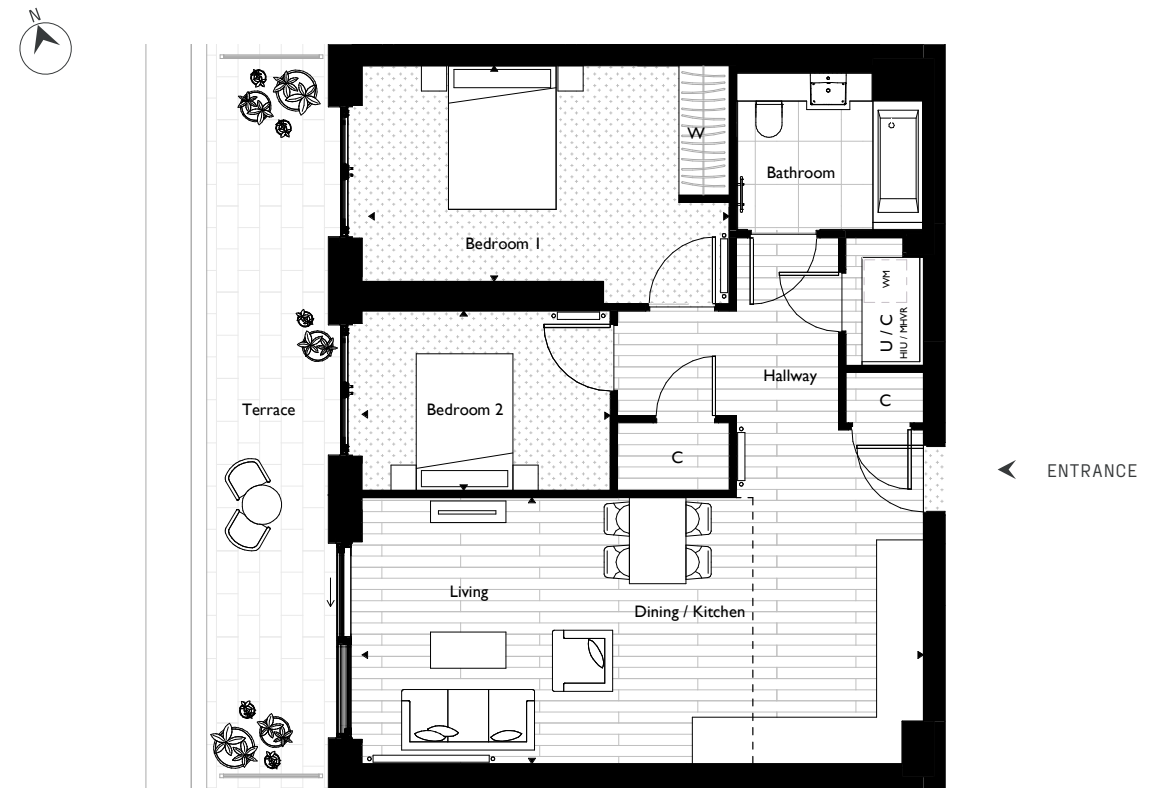 N
W
Bathroom
Bedroom 1
WM
U / C
HIU / MHVR
Hallway
C
Terrace
Bedroom 2
C
ENTRANCE
Living
Dining / Kitchen